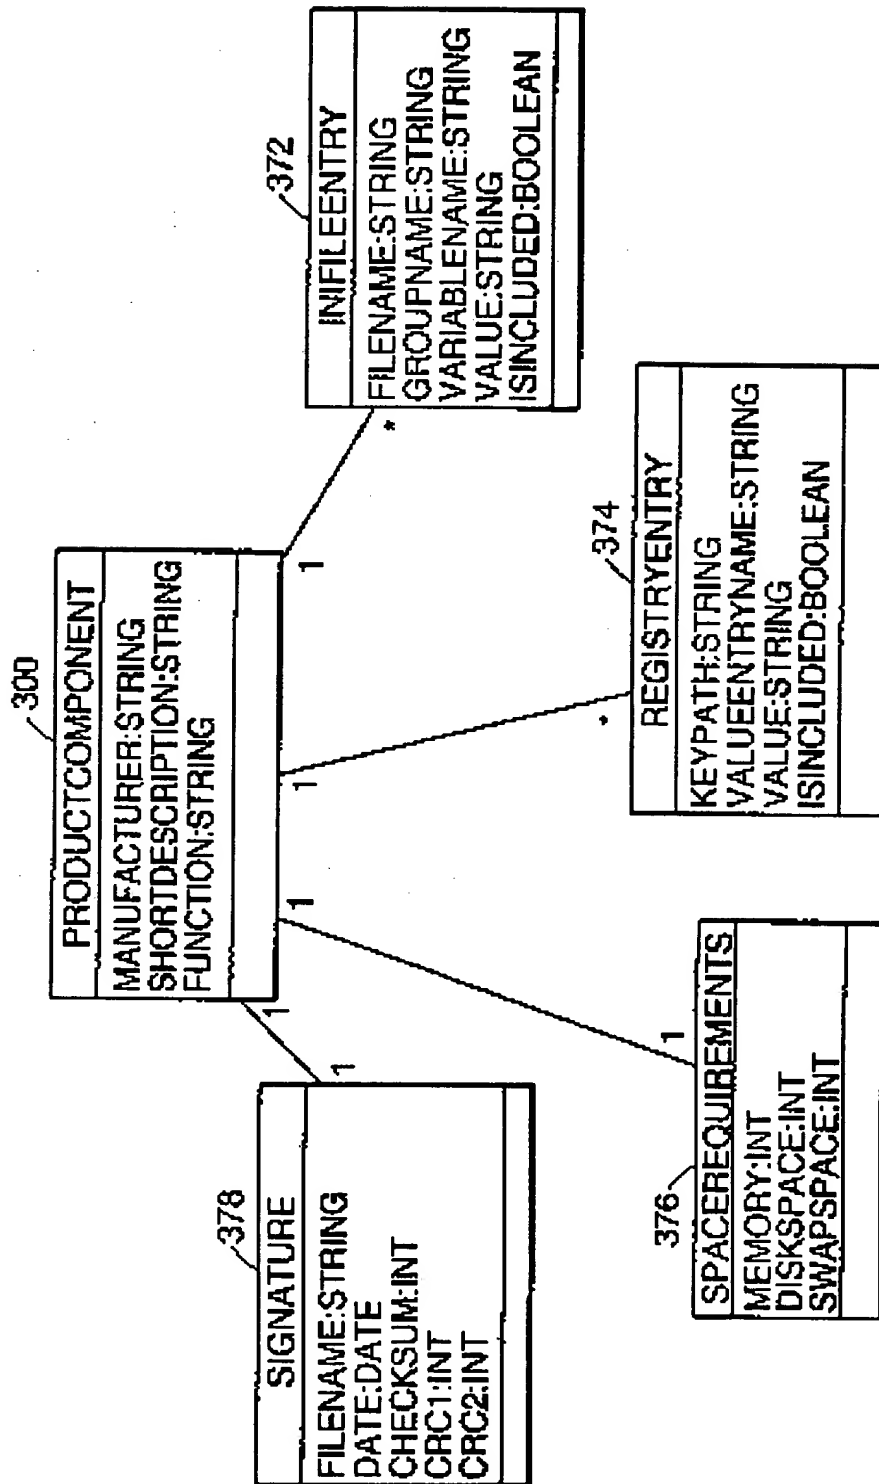 300
PRODUCTCOMPONENT
MANUFACTURER:STRING
SHORTDESCRIPTION:STRING
FUNCTION:STRING
1
1
1
1
378
SIGNATURE
FILENAME:STRING
DATE:DATE
CHECKSUM:INT
CRC1:INT
CRC2:INT
1
372
INIFILEENTRY
FILENAME:STRING
GROUPNAME:STRING
VARIABLENAME:STRING
VALUE:STRING
ISINCLUDED:BOOLEAN
*
376
SPACEREQUIREMENTS
MEMORY:INT
DISKSPACE:INT
SWAPSPACE:INT
1
374
REGISTRYENTRY
KEYPATH:STRING
VALUEENTRYNAME:STRING
VALUE:STRING
ISINCLUDED:BOOLEAN
*